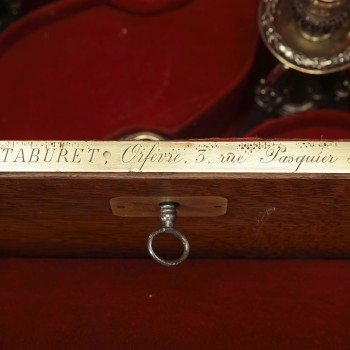 TABURET, Orfèvre, 3, rue Pasquier